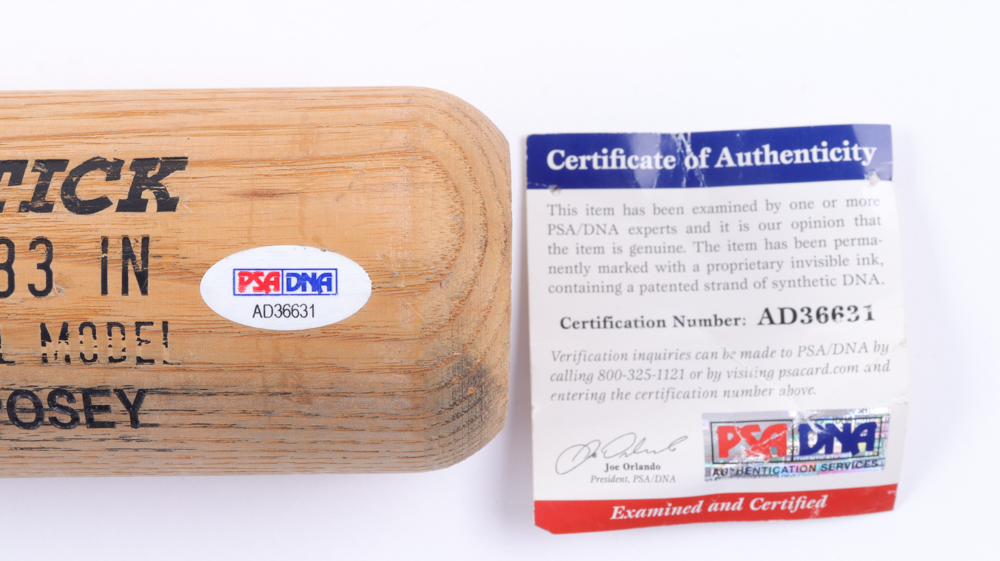 TICK
33 IN
L MODEL
POSEY
PSA DNA
AD36631
Certificate of Authenticity
This item has been examined by one or more
PSA/DNA experts and it is our opinion that
the item is genuine. The item has been perma-
nently marked with a proprietary invisible ink,
containing a patented strand of synthetic DNA.
Certification Number: AD36631
Verification inquiries can be made to PSA/DNA by
calling 800-325-1121 or by visiting psacard.com and
entering the certification number above.
Joe Orlando
President, PSA/DNA
PSA DNA
AUTHENTICATION SERVICES
Examined and Certified